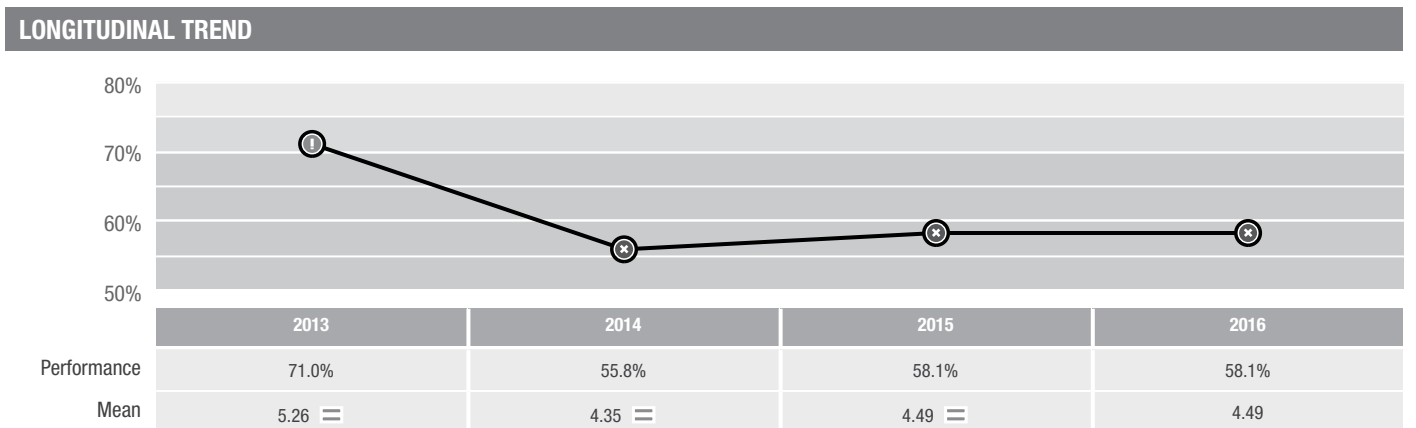 LONGITUDINAL TREND
80%
70%
60%
50%
2013 2014 2015 2016
Performance 71.0% 55.8% 58.1% 58.1%
Mean 5.26 = 4.35 = 4.49 = 4.49